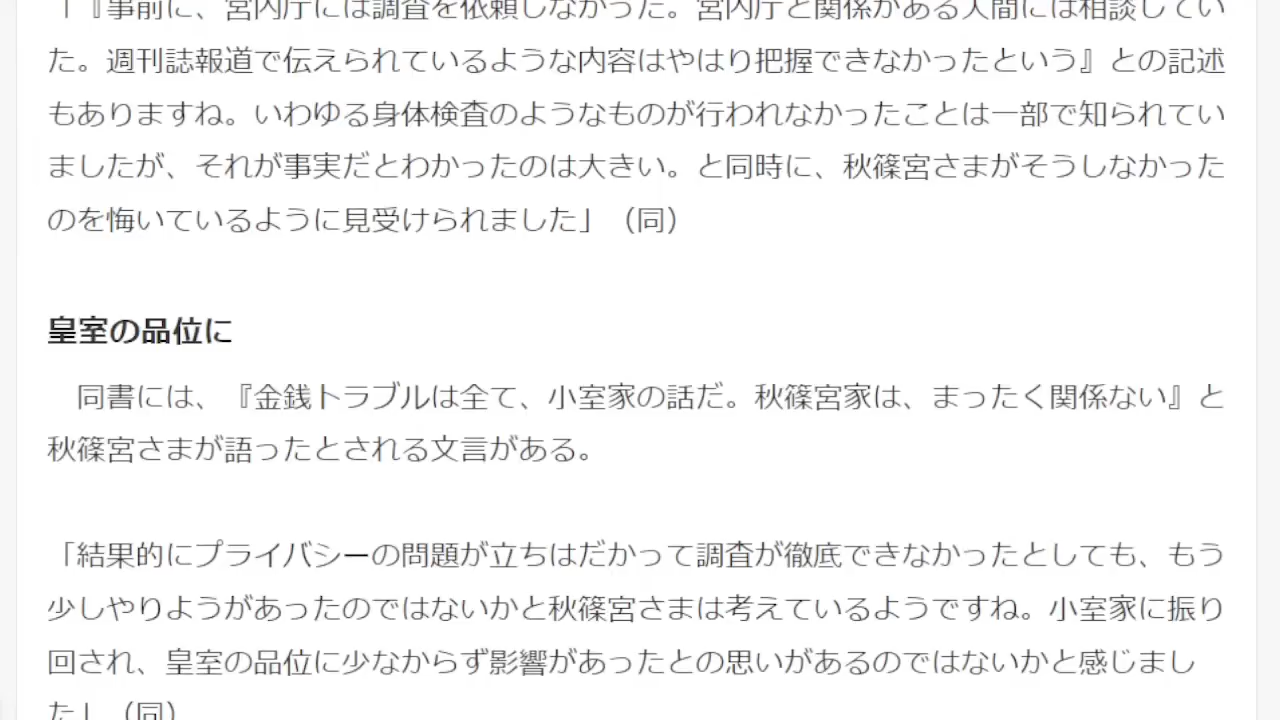 「『事前に、宮内庁には調査を依頼しなかった。宮内庁と関係がある人間には相談してい
た。週刊誌報道で伝えられているような内容はやはり把握できなかったという』との記述
もありますね。いわゆる身体検査のようなものが行われなかったことは一部で知られてい
ましたが、それが事実だとわかったのは大きい。と同時に、秋篠宮さまがそうしなかった
のを悔いているように見受けられました」（同）
皇室の品位に
　同書には、『金銭トラブルは全て、小室家の話だ。秋篠宮家は、まったく関係ない』と
秋篠宮さまが語ったとされる文言がある。
「結果的にプライバシーの問題が立ちはだかって調査が徹底できなかったとしても、もう
少しやりようがあったのではないかと秋篠宮さまは考えているようですね。小室家に振り
回され、皇室の品位に少なからず影響があったとの思いがあるのではないかと感じまし
た」（同）